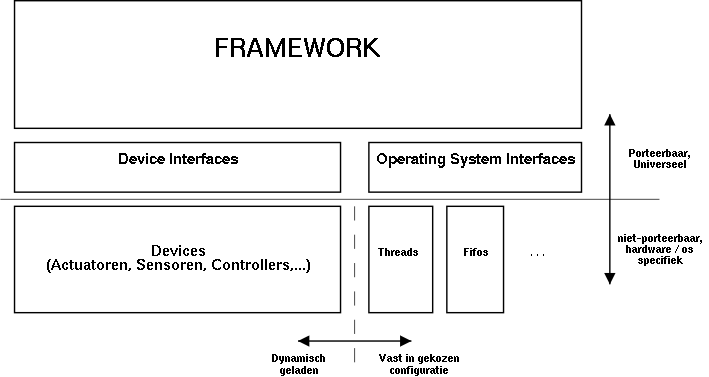 FRAMEWORK
Device Interfaces
Operating System Interfaces
Porteerbaar,
Universeel
Devices
(Actuatoren, Sensoren, Controllers,...)
Threads
Fifos
...
niet-porteerbaar,
hardware / os
specifiek
Dynamisch
geladen
Vast in gekozen
configuratie